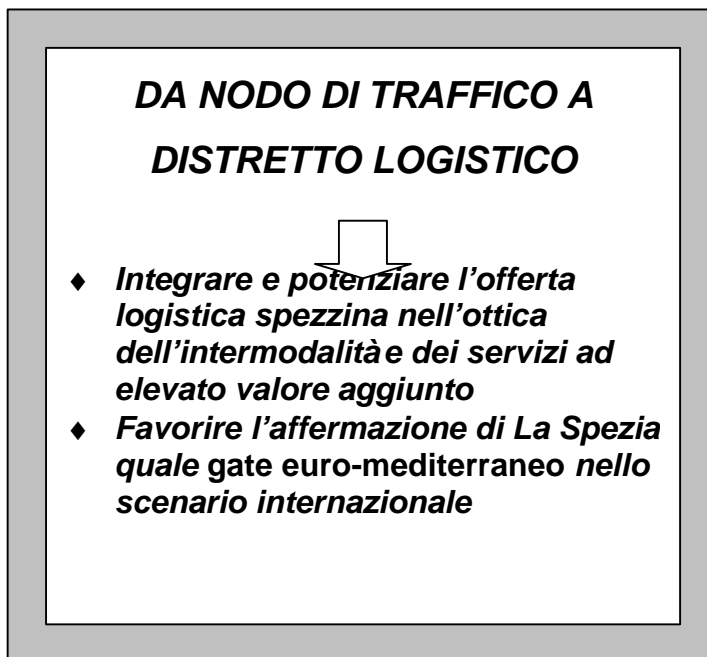 DA NODO DI TRAFFICO A
DISTRETTO LOGISTICO
♦ Integrare e potenziare l'offerta
logistica spezzina nell'ottica
dell'intermodalità e dei servizi ad
elevato valore aggiunto
♦ Favorire l'affermazione di La Spezia
quale gate euro-mediterraneo nello
scenario internazionale